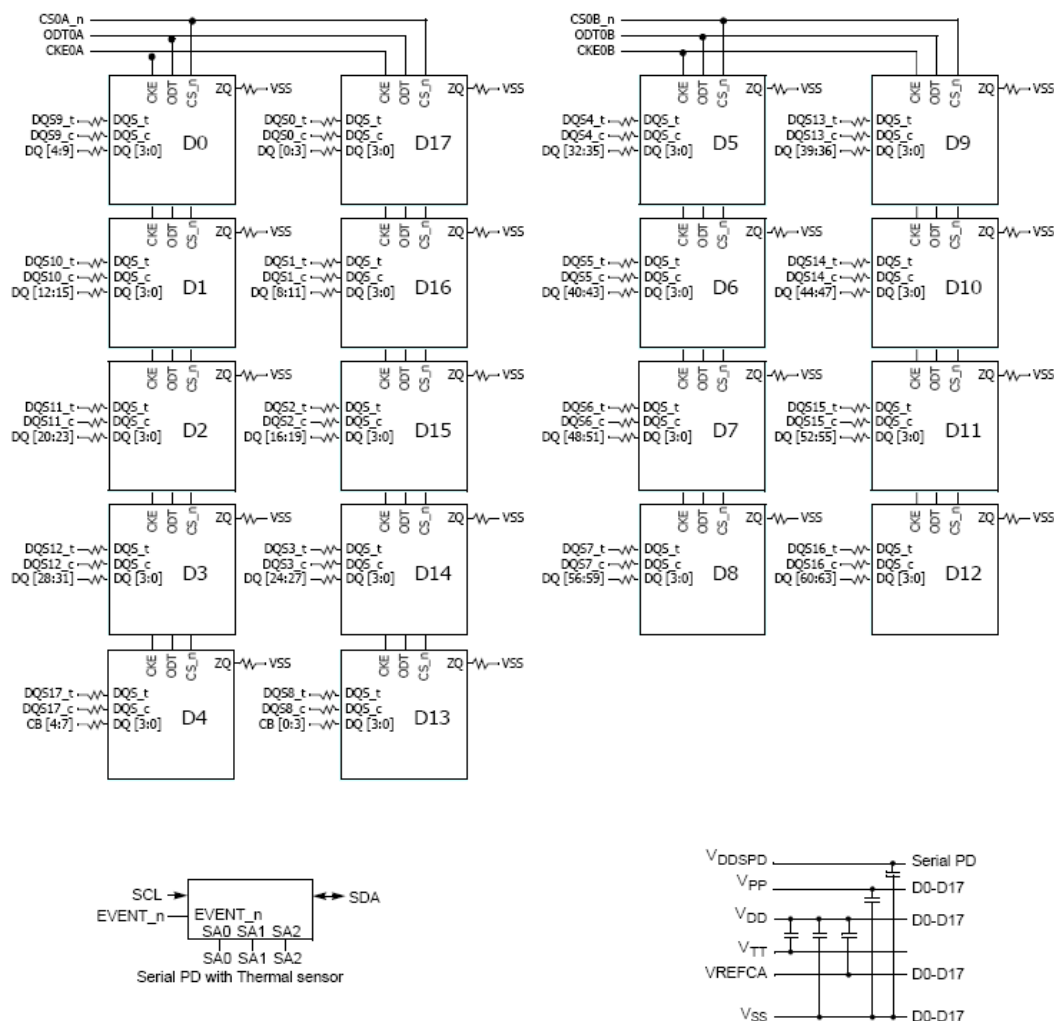 CS0A_n
ODT0A
CKE0A
CKE ODT CS_n ZQ VSS
DQS9_t DQS_t
DQS9_c DQS_c D0
DQ [4:9] DQ [3:0]
CKE ODT CS_n ZQ VSS
DQS0_t DQS_t
DQS0_c DQS_c D17
DQ [0:3] DQ [3:0]
CKE ODT CS_n ZQ VSS
DQS10_t DQS_t
DQS10_c DQS_c D1
DQ [12:15] DQ [3:0]
CKE ODT CS_n ZQ VSS
DQS1_t DQS_t
DQS1_c DQS_c D16
DQ [8:11] DQ [3:0]
CKE ODT CS_n ZQ VSS
DQS11_t DQS_t
DQS11_c DQS_c D2
DQ [20:23] DQ [3:0]
CKE ODT CS_n ZQ VSS
DQS2_t DQS_t
DQS2_c DQS_c D15
DQ [16:19] DQ [3:0]
CKE ODT CS_n ZQ VSS
DQS12_t DQS_t
DQS12_c DQS_c D3
DQ [28:31] DQ [3:0]
CKE ODT CS_n ZQ VSS
DQS3_t DQS_t
DQS3_c DQS_c D14
DQ [24:27] DQ [3:0]
CKE ODT CS_n ZQ VSS
DQS17_t DQS_t
DQS17_c DQS_c D4
CB [4:7] DQ [3:0]
CKE ODT CS_n ZQ VSS
DQS8_t DQS_t
DQS8_c DQS_c D13
CB [0:3] DQ [3:0]
CS0B_n
ODT0B
CKE0B
CKE ODT CS_n ZQ VSS
DQS4_t DQS_t
DQS4_c DQS_c D5
DQ [32:35] DQ [3:0]
CKE ODT CS_n ZQ VSS
DQS13_t DQS_t
DQS13_c DQS_c D9
DQ [39:36] DQ [3:0]
CKE ODT CS_n ZQ VSS
DQS5_t DQS_t
DQS5_c DQS_c D6
DQ [40:43] DQ [3:0]
CKE ODT CS_n ZQ VSS
DQS14_t DQS_t
DQS14_c DQS_c D10
DQ [44:47] DQ [3:0]
CKE ODT CS_n ZQ VSS
DQS6_t DQS_t
DQS6_c DQS_c D7
DQ [48:51] DQ [3:0]
CKE ODT CS_n ZQ VSS
DQS15_t DQS_t
DQS15_c DQS_c D11
DQ [52:55] DQ [3:0]
CKE ODT CS_n ZQ VSS
DQS7_t DQS_t
DQS7_c DQS_c D8
DQ [56:59] DQ [3:0]
CKE ODT CS_n ZQ VSS
DQS16_t DQS_t
DQS16_c DQS_c D12
DQ [60:63] DQ [3:0]
SCL SDA
EVENT_n EVENT_n
SA0 SA1 SA2
SA0 SA1 SA2
Serial PD with Thermal sensor
VDDSPD Serial PD
VPP D0-D17
VDD D0-D17
VTT
VREFCA D0-D17
VSS D0-D17